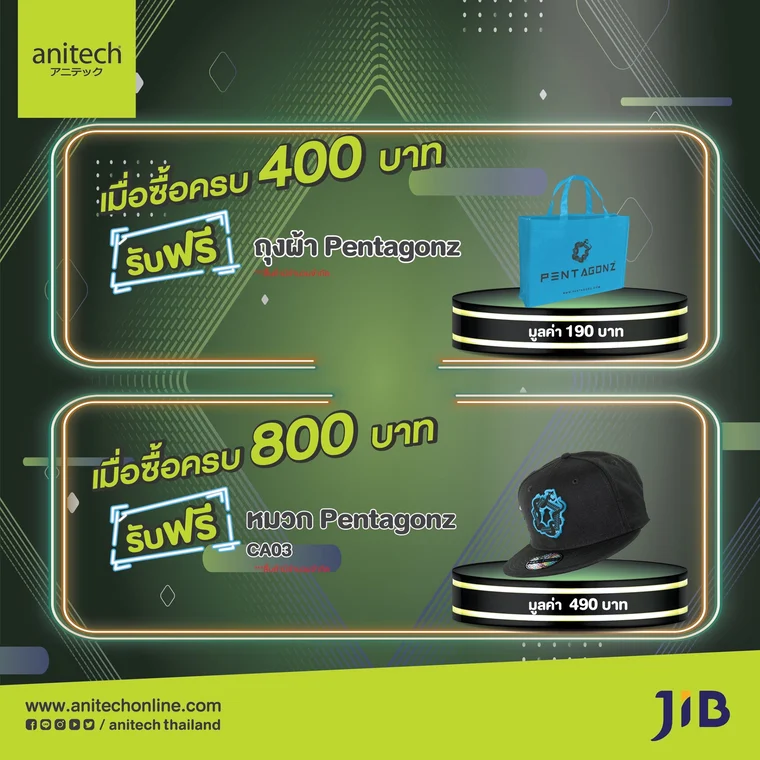 anitech
アニテック
เมื่อซื้อครบ 400 บาท
รับฟรี
ถุงผ้า Pentagonz
PENTAGONZ
มูลค่า 190 บาท
เมื่อซื้อครบ 800 บาท
รับฟรี
หมวก Pentagonz
CA03
มูลค่า 490 บาท
www.anitechonline.com
/ anitech thailand
JIB